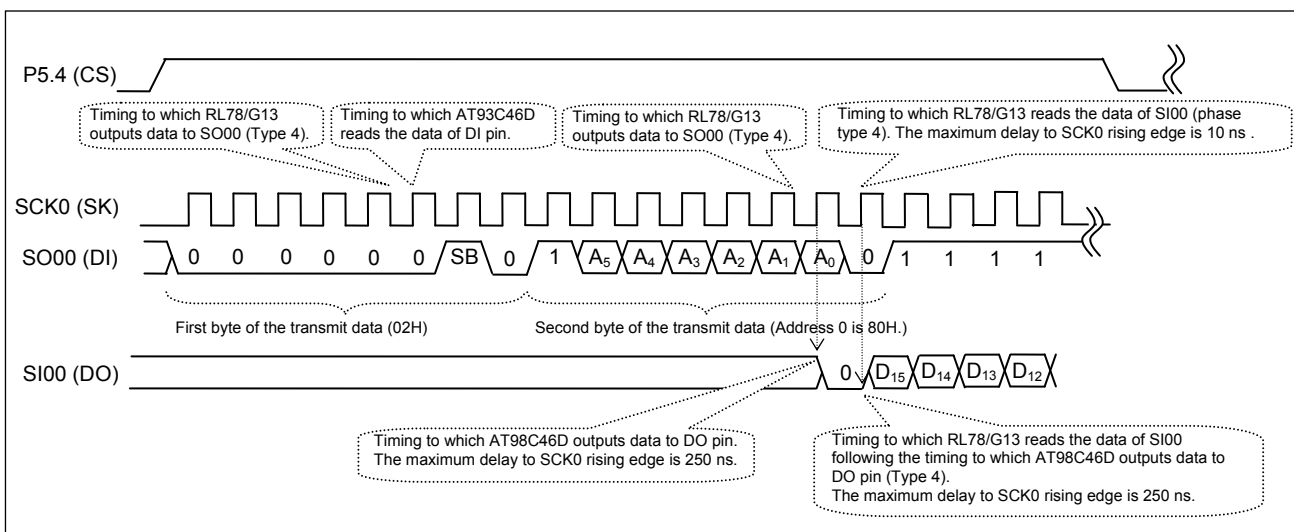 P5.4 (CS)
Timing to which RL78/G13
outputs data to SO00 (Type 4).
Timing to which AT93C46D
reads the data of DI pin.
Timing to which RL78/G13
outputs data to SO00 (Type 4).
Timing to which RL78/G13 reads the data of SI00 (phase
type 4). The maximum delay to SCK0 rising edge is 10 ns .
SCK0 (SK)
SO00 (DI) 0 0 0 0 0 0 SB 0 1 A5 A4 A3 A2 A1 A0 0 1 1 1 1
First byte of the transmit data (02H) Second byte of the transmit data (Address 0 is 80H.)
SI00 (DO) 0 D15 D14 D13 D12
Timing to which AT98C46D outputs data to DO pin.
The maximum delay to SCK0 rising edge is 250 ns.
Timing to which RL78/G13 reads the data of SI00
following the timing to which AT98C46D outputs data to
DO pin (Type 4).
The maximum delay to SCK0 rising edge is 250 ns.